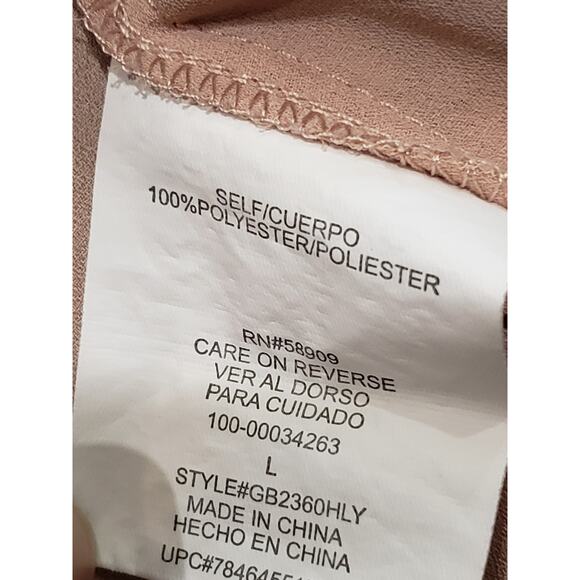 SELF/CUERPO
100%POLYESTER/POLIESTER
RN#58909
CARE ON REVERSE
VER AL DORSO
PARA CUIDADO
100-00034263
L
STYLE#GB2360HLY
MADE IN CHINA
HECHO EN CHINA